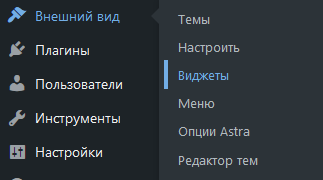 Внешний вид
Плагины
Пользователи
Инструменты
Настройки
Темы
Настроить
Виджеты
Меню
Опции Astra
Редактор тем